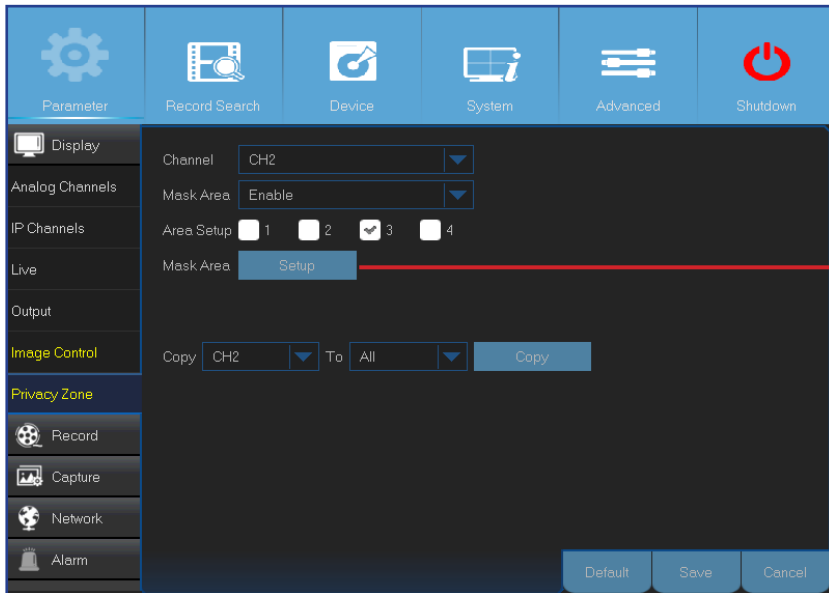 Parameter
Record Search
Device
System
Advanced
Shutdown
Display
Analog Channels
IP Channels
Live
Output
Image Control
Privacy Zone
Record
Capture
Network
Alarm
Channel CH2
Mask Area Enable
Area Setup 1 2 3 4
Mask Area Setup
Copy CH2 To All Copy
Default Save Cancel